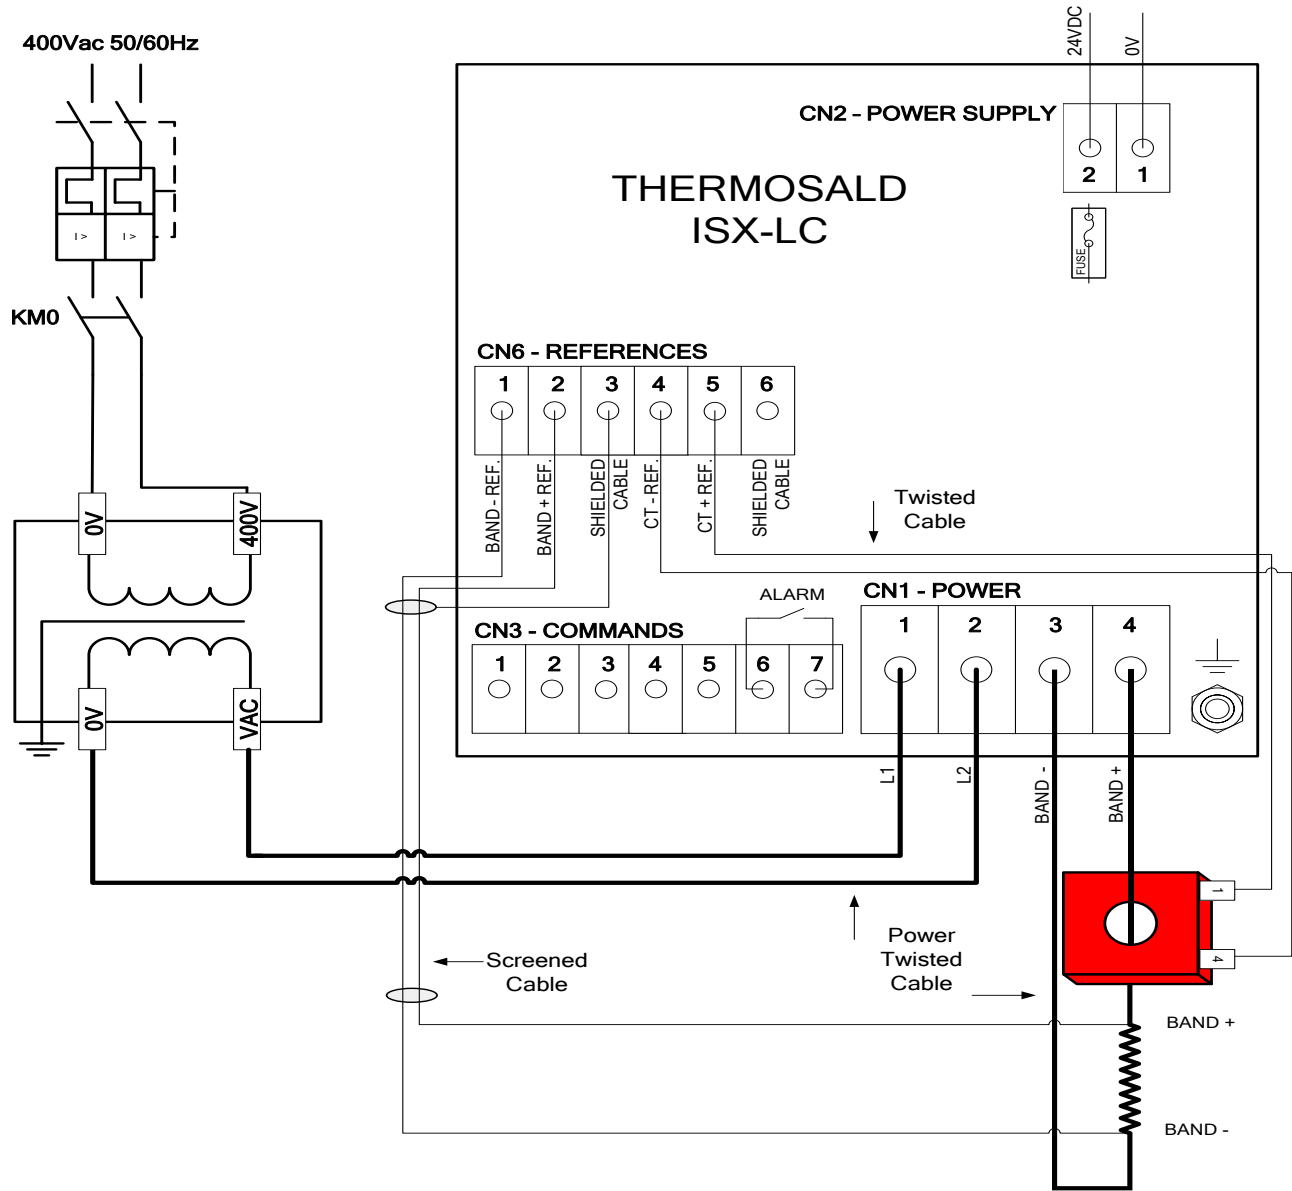 400Vac 50/60Hz
24VDC
0V
CN2 - POWER SUPPLY
2
1
THERMOSALD
ISX-LC
FUSE
I >
I >
KM0
CN6 - REFERENCES
1
2
3
4
5
6
BAND - REF.
BAND + REF.
SHIELDED
CABLE
CT - REF.
CT + REF.
SHIELDED
CABLE
Twisted
Cable
0V
400V
CN1 - POWER
1
2
3
4
ALARM
CN3 - COMMANDS
1
2
3
4
5
6
7
0V
VAC
L1
L2
BAND -
BAND +
1
4
Power
Twisted
Cable
Screened
Cable
BAND +
BAND -